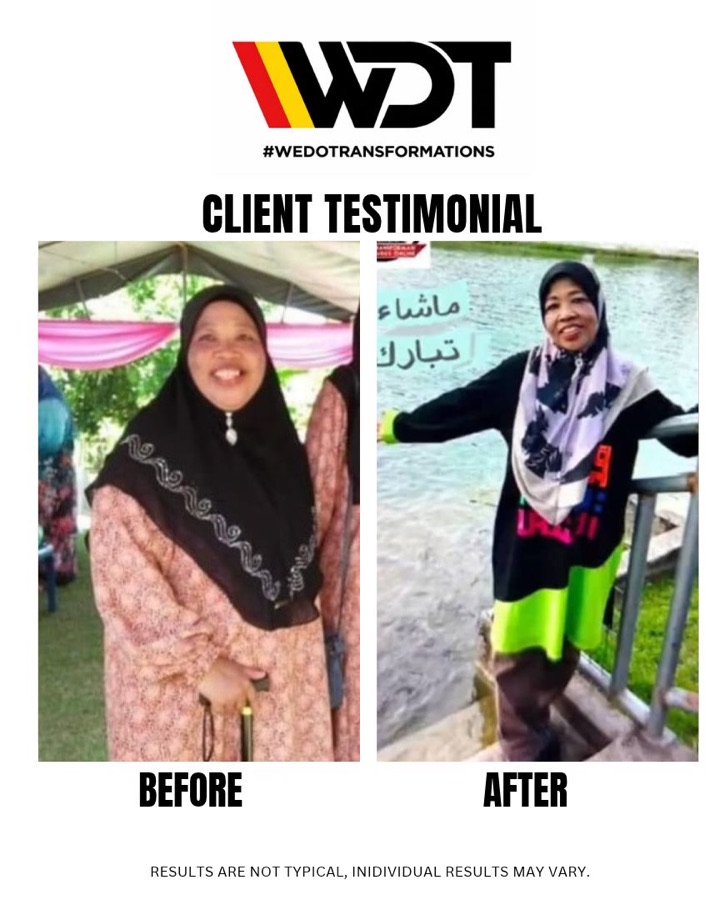 WDT
#WEDOTRANSFORMATIONS
CLIENT TESTIMONIAL
ماشاء
تبارك
BEFORE
AFTER
RESULTS ARE NOT TYPICAL, INIDIVIDUAL RESULTS MAY VARY.